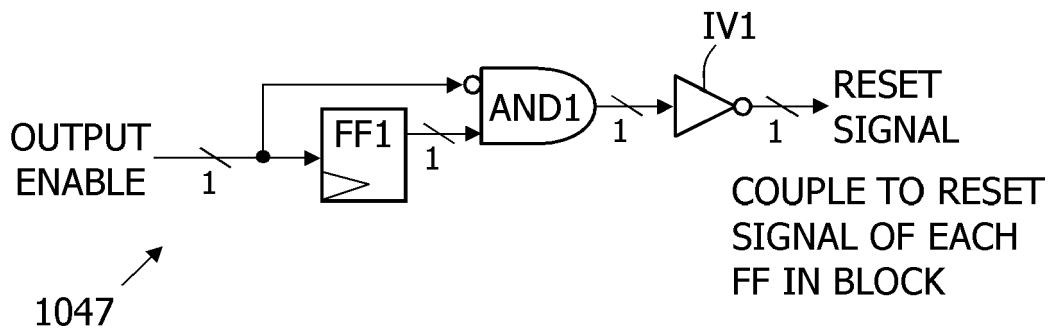 IV1
OUTPUT
ENABLE
1
FF1
1
AND1
1
1
RESET
SIGNAL
COUPLE TO RESET
SIGNAL OF EACH
FF IN BLOCK
1047